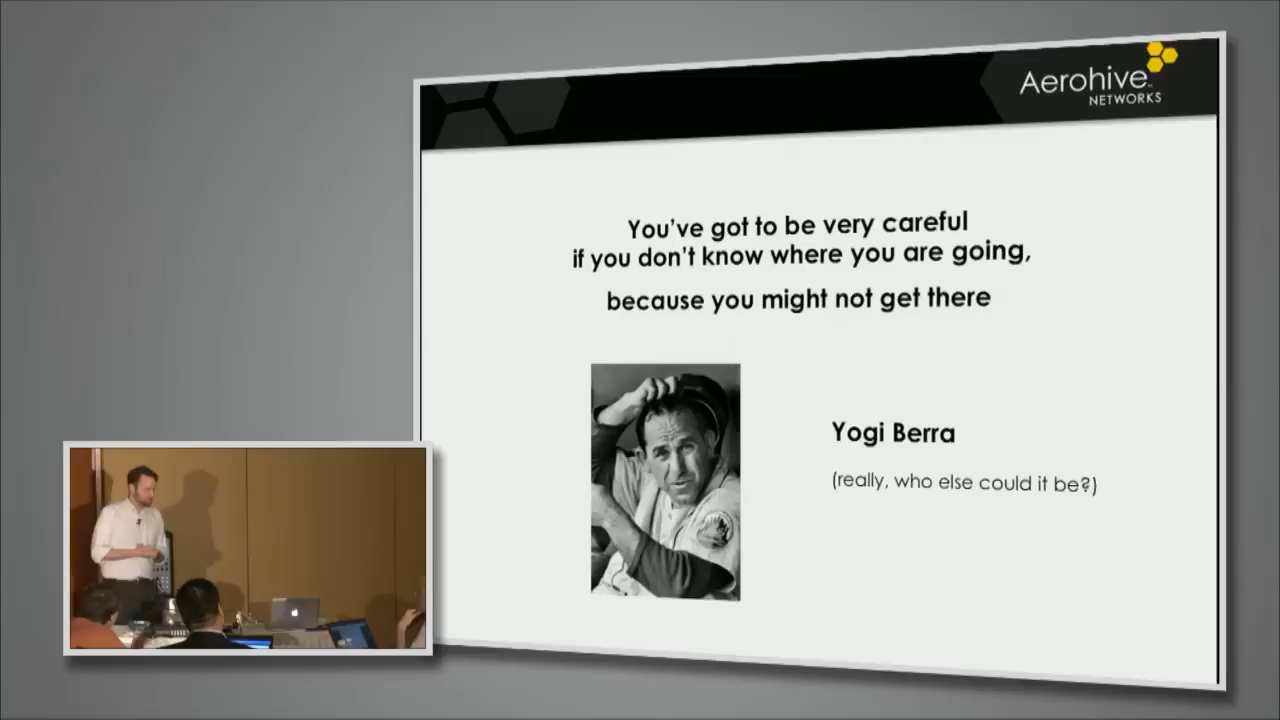 Aerohive
NETWORKS
You've got to be very careful
if you don't know where you are going,
because you might not get there
Yogi Berra
(really, who else could it be?)